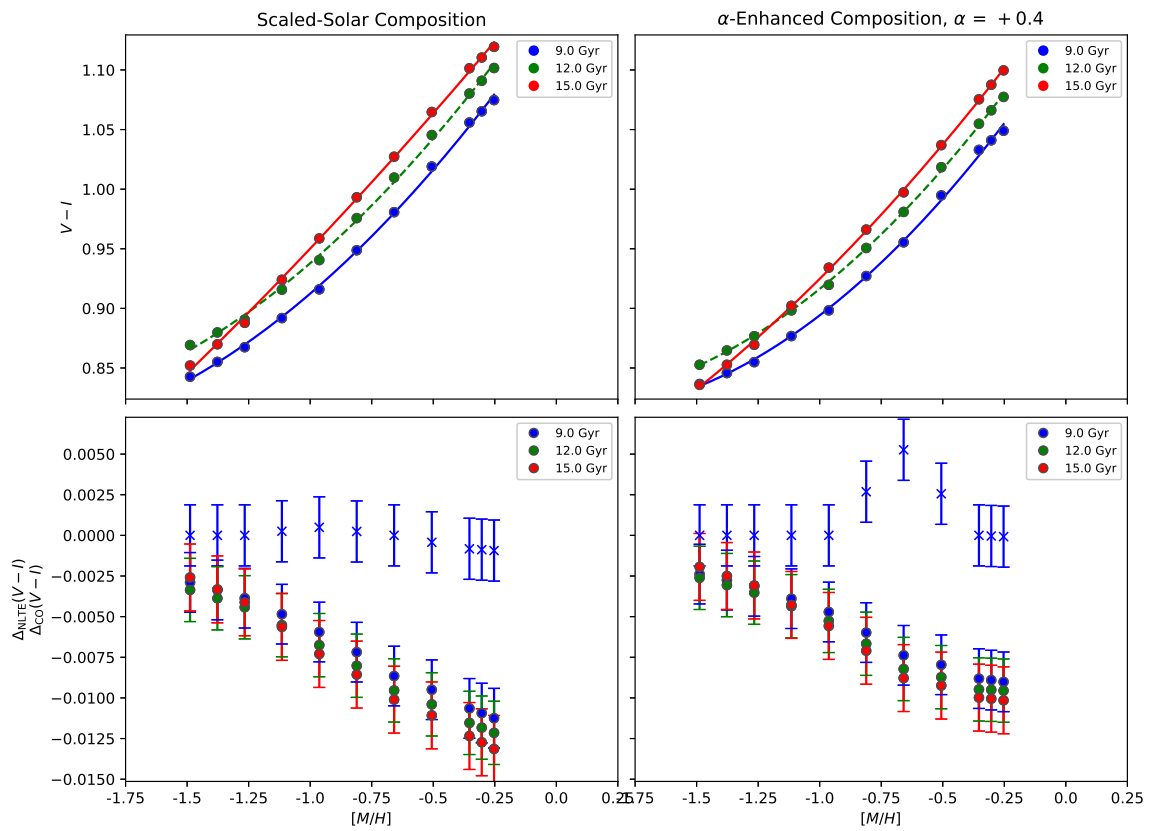 Scaled-Solar Composition
α-Enhanced Composition, α = +0.4
9.0 Gyr
12.0 Gyr
15.0 Gyr
9.0 Gyr
12.0 Gyr
15.0 Gyr
1.10
1.05
1.00
0.95
0.90
0.85
V − I
9.0 Gyr
12.0 Gyr
15.0 Gyr
9.0 Gyr
12.0 Gyr
15.0 Gyr
0.0050
0.0025
0.0000
−0.0025
−0.0050
−0.0075
−0.0100
−0.0125
−0.0150
Δ_NLTE(V − I)
Δ_CO(V − I)
-1.75 -1.5 -1.25 -1.0 -0.75 -0.5 -0.25 0.0 0.25
-1.75 -1.5 -1.25 -1.0 -0.75 -0.5 -0.25 0.0 0.25
[M/H]
[M/H]